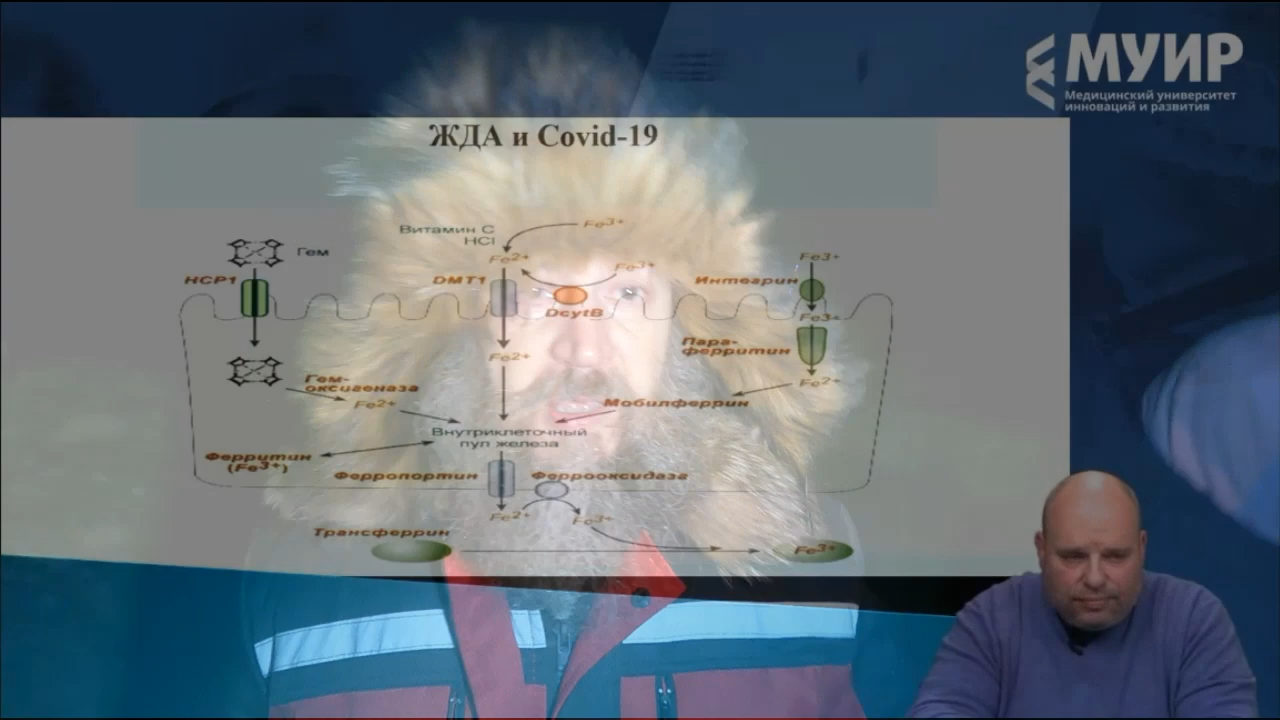 МУИР
Медицинский университет
инноваций и развития
ЖДА и Covid-19
Витамин С
HCl
Fe³⁺
Гем
Fe²⁺
Fe³⁺
Fe3+
HCP1
DMT1
Интегрин
DcytB
Fe3+
Пара-
ферритин
Fe²⁺
Гем-
оксигеназа
Fe²⁺
Fe2+
Мобилферрин
Внутриклеточный
пул железа
Ферритин
(Fe³⁺)
Ферропортин
Феррооксидаза
Fe²⁺
Fe³⁺
Трансферрин
Fe³⁺